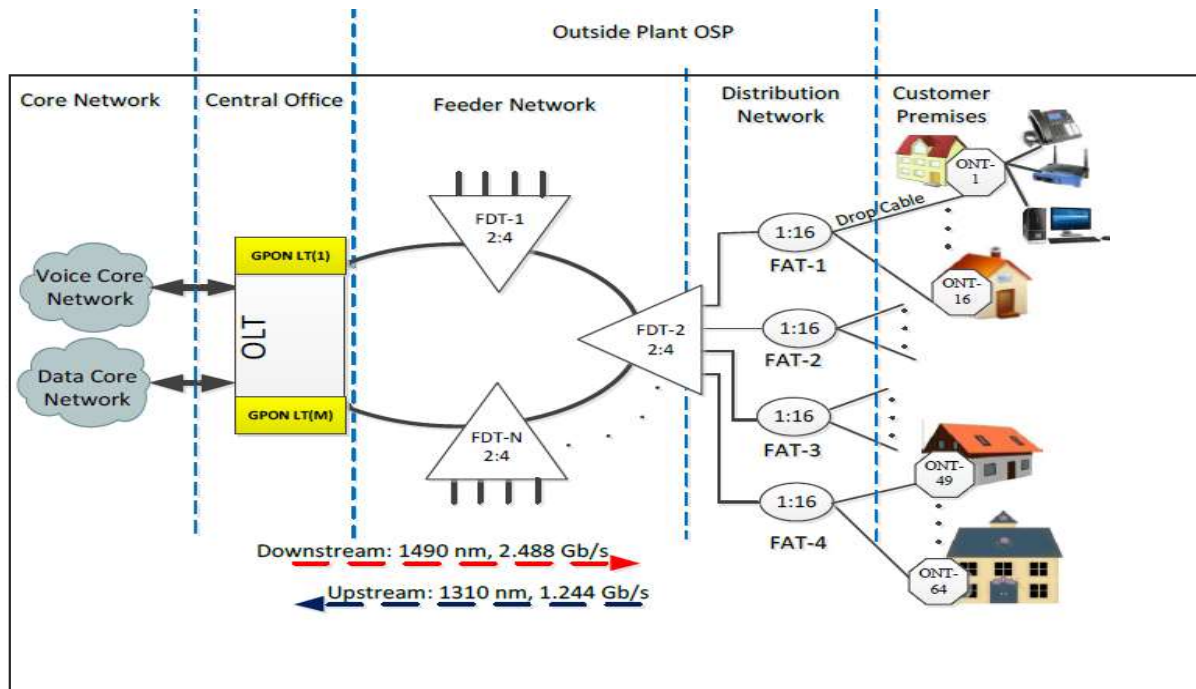 Outside Plant OSP
Core Network
Central Office
Feeder Network
Distribution
Network
Customer
Premises
Voice Core
Network
Data Core
Network
GPON LT(1)
OLT
GPON LT(M)
FDT-1
2:4
FDT-2
2:4
FDT-N
2:4
1:16
FAT-1
1:16
FAT-2
1:16
FAT-3
1:16
FAT-4
Drop Cable
ONT-
1
ONT-
16
ONT-
49
ONT-
64
Downstream: 1490 nm, 2.488 Gb/s
Upstream: 1310 nm, 1.244 Gb/s